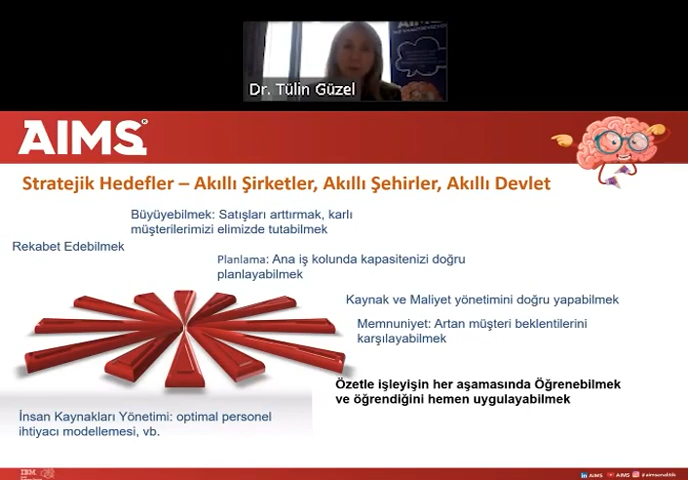 AIMS
Dr. Tülin Güzel
AIMS
Stratejik Hedefler – Akıllı Şirketler, Akıllı Şehirler, Akıllı Devlet
Büyüyebilmek: Satışları arttırmak, karlı
müşterilerimizi elimizde tutabilmek
Rekabet Edebilmek
Planlama: Ana iş kolunda kapasitenizi doğru
planlayabilmek
Kaynak ve Maliyet yönetimini doğru yapabilmek
Memnuniyet: Artan müşteri beklentilerini
karşılayabilmek
Özetle işleyişin her aşamasında Öğrenebilmek
ve öğrendiğini hemen uygulayabilmek
İnsan Kaynakları Yönetimi: optimal personel
ihtiyacı modellemesi, vb.
IBM
AIMS AIMS #aimsanalitik